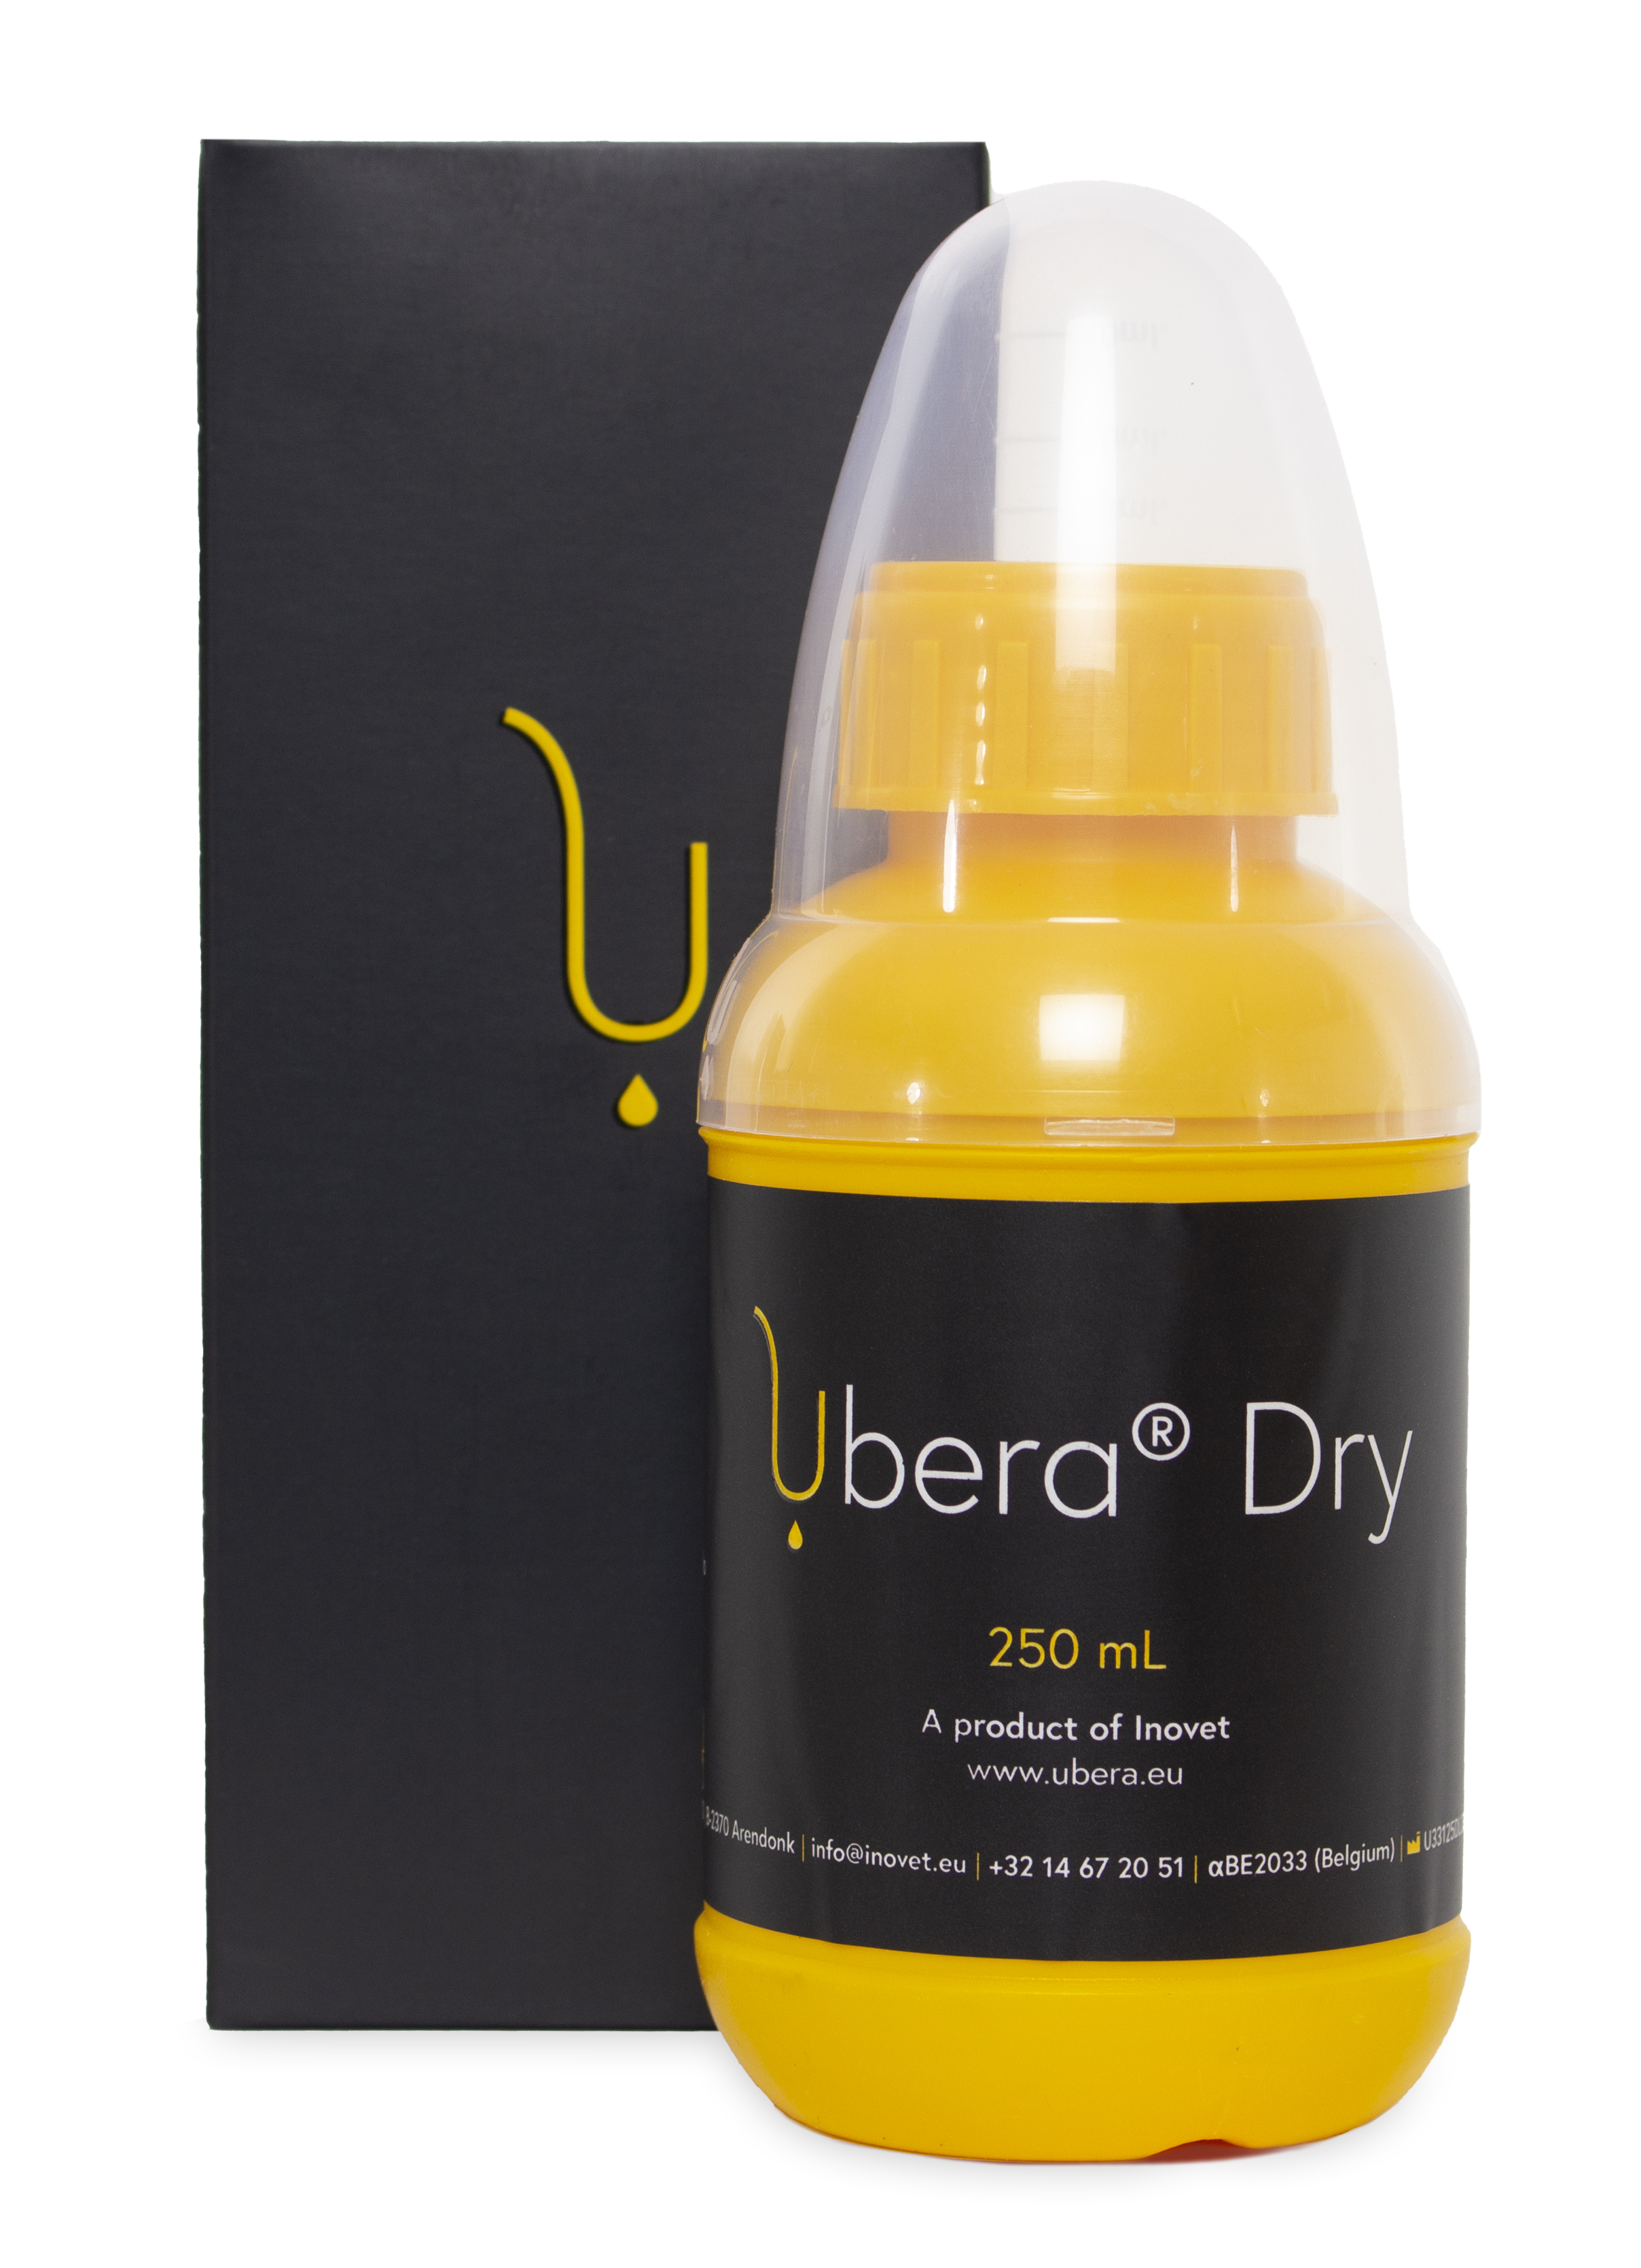 Ubera® Dry
250 mL
A product of Inovet
www.ubera.eu
Arendonk | info@inovet.eu | +32 14 67 20 51 | αBE2033 (Belgium) |